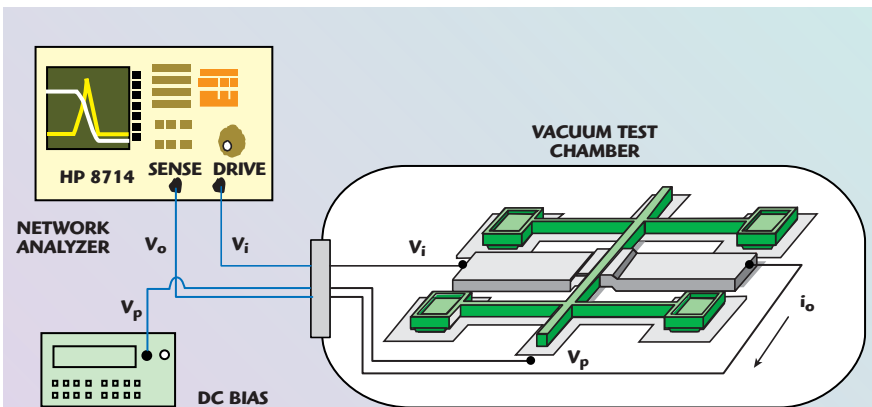 VACUUM TEST
CHAMBER
HP 8714
SENSE
DRIVE
NETWORK
ANALYZER
Vo
Vi
Vi
Vp
io
Vp
DC BIAS